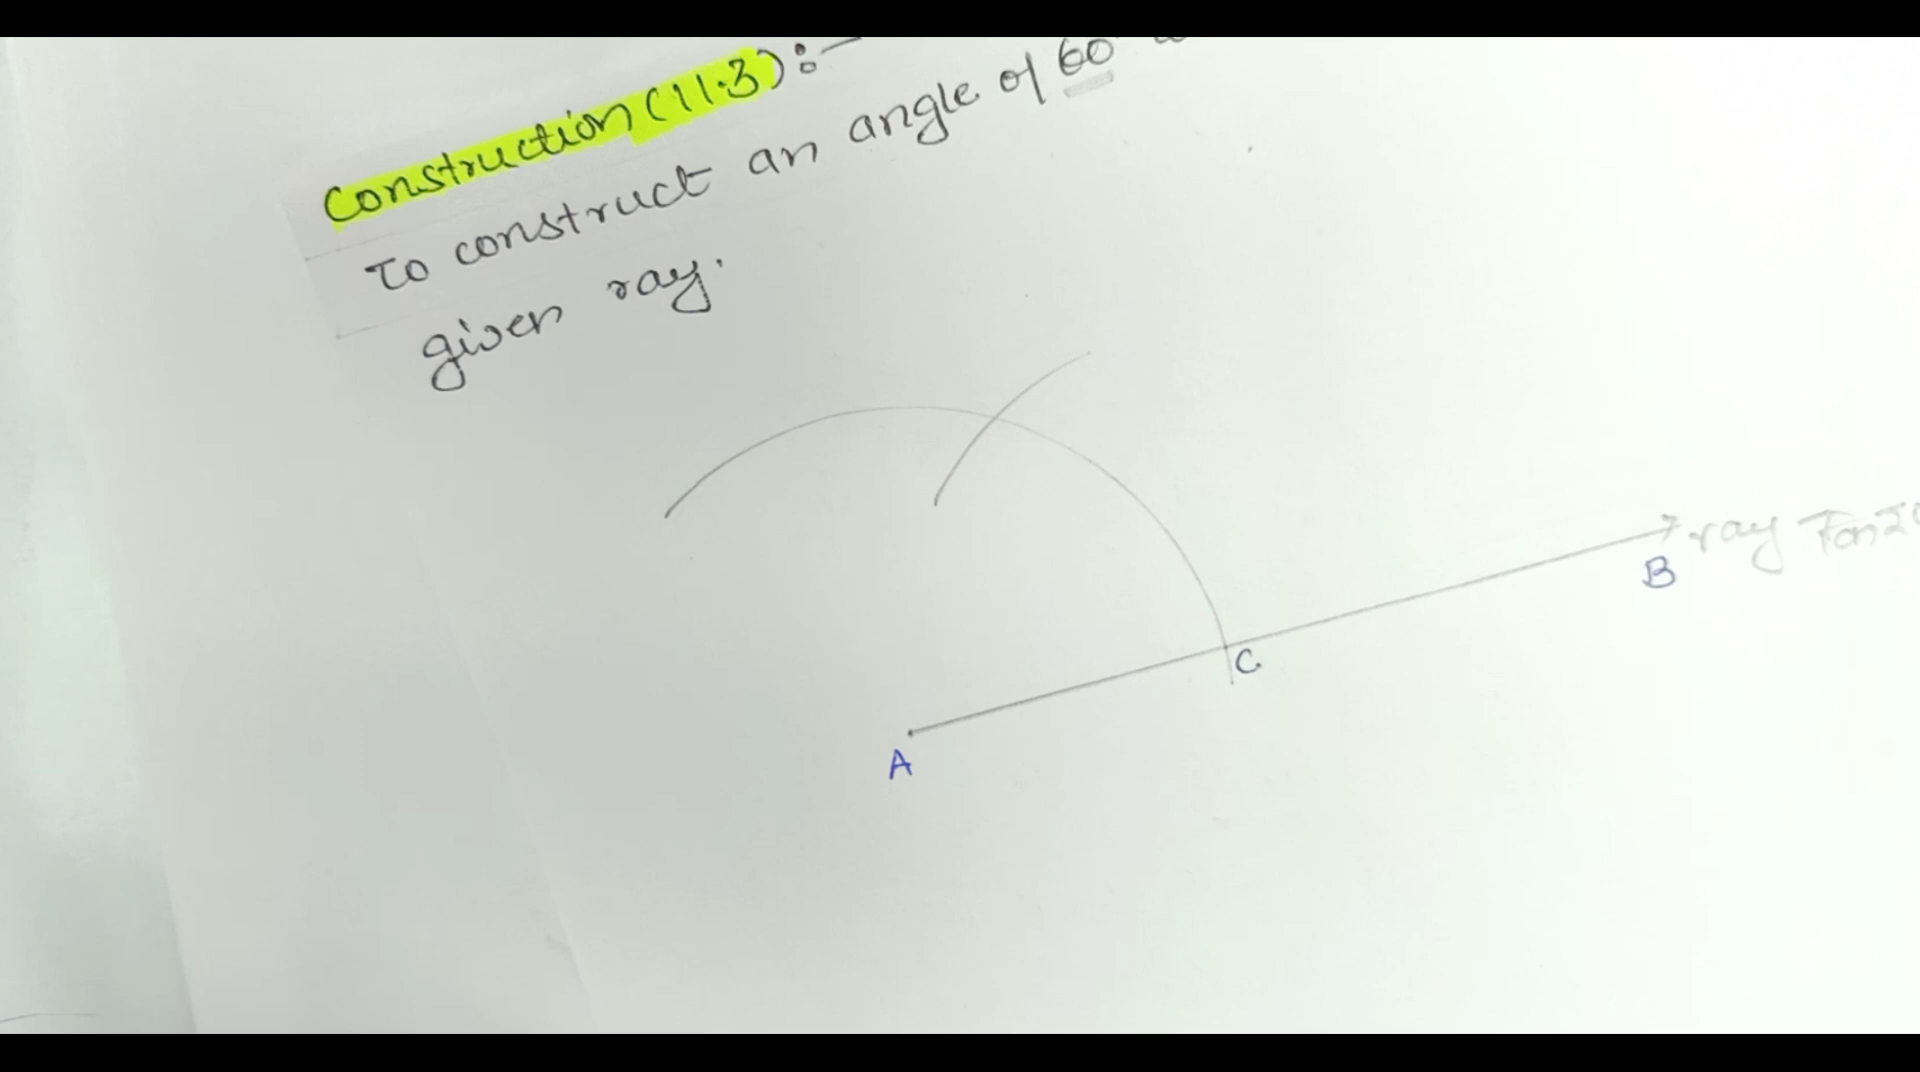 Construction (11.3):-
To construct an angle of 60°
given ray.
ray
B
C
A